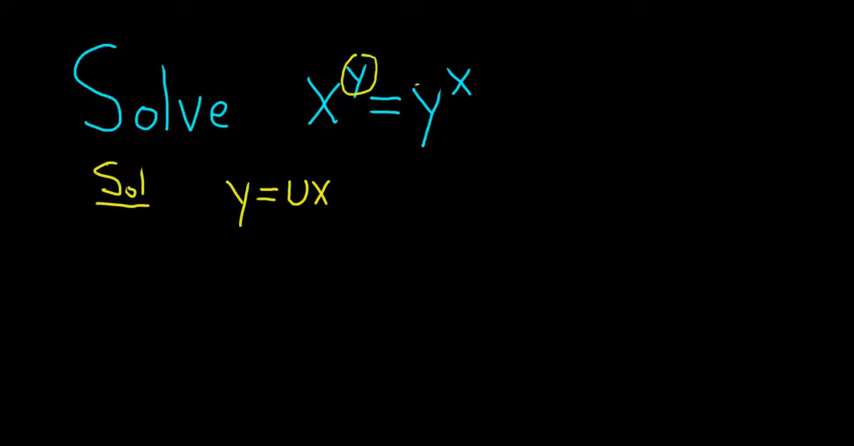 Solve x^y = y^x
Sol y = ux